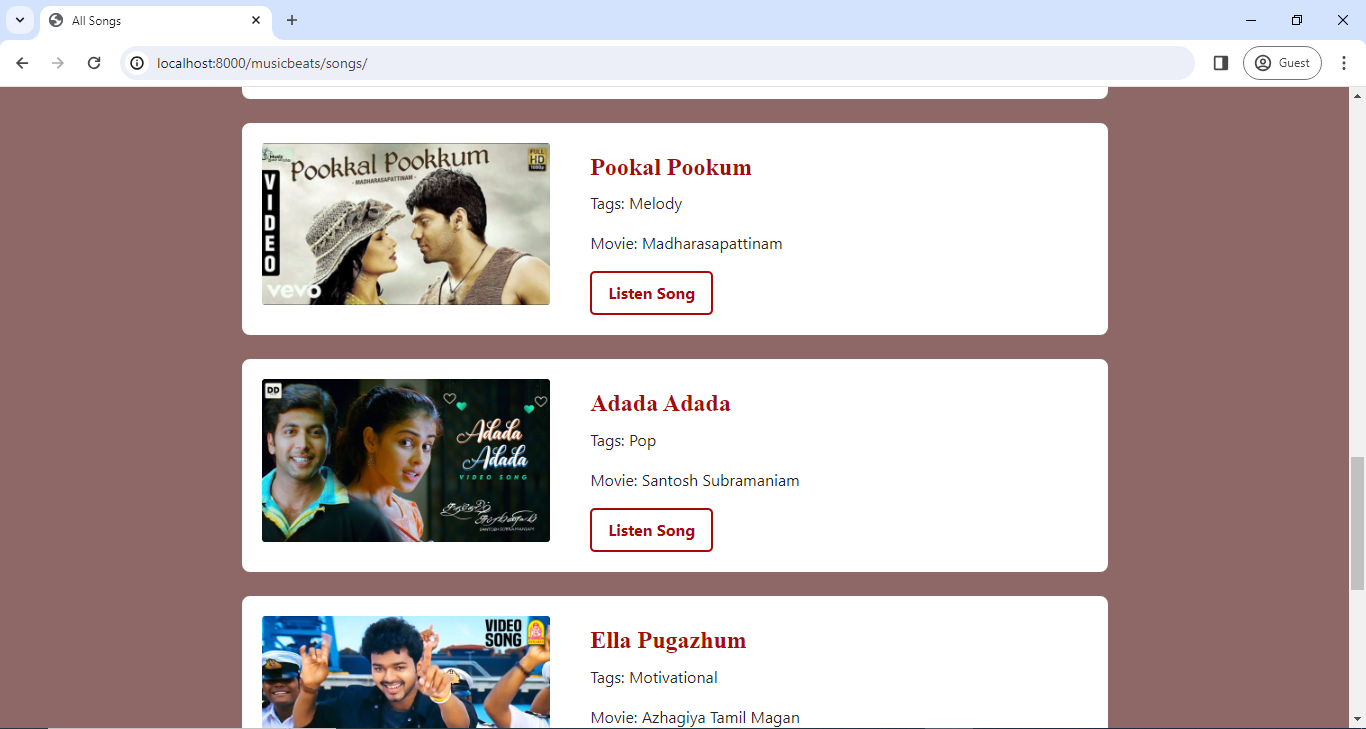 All Songs
localhost:8000/musicbeats/songs/
Guest
Pookkal Pookkum
- MADHARASAPATTINAM -
FULL
HD
1080p
VIDEO
vevo
Pookal Pookum
Tags: Melody
Movie: Madharasapattinam
Listen Song
DD
Adada
Adada
VIDEO SONG
SANTOSH SUBRAMANIAM
Adada Adada
Tags: Pop
Movie: Santosh Subramaniam
Listen Song
VIDEO
SONG
Ella Pugazhum
Tags: Motivational
Movie: Azhagiya Tamil Magan